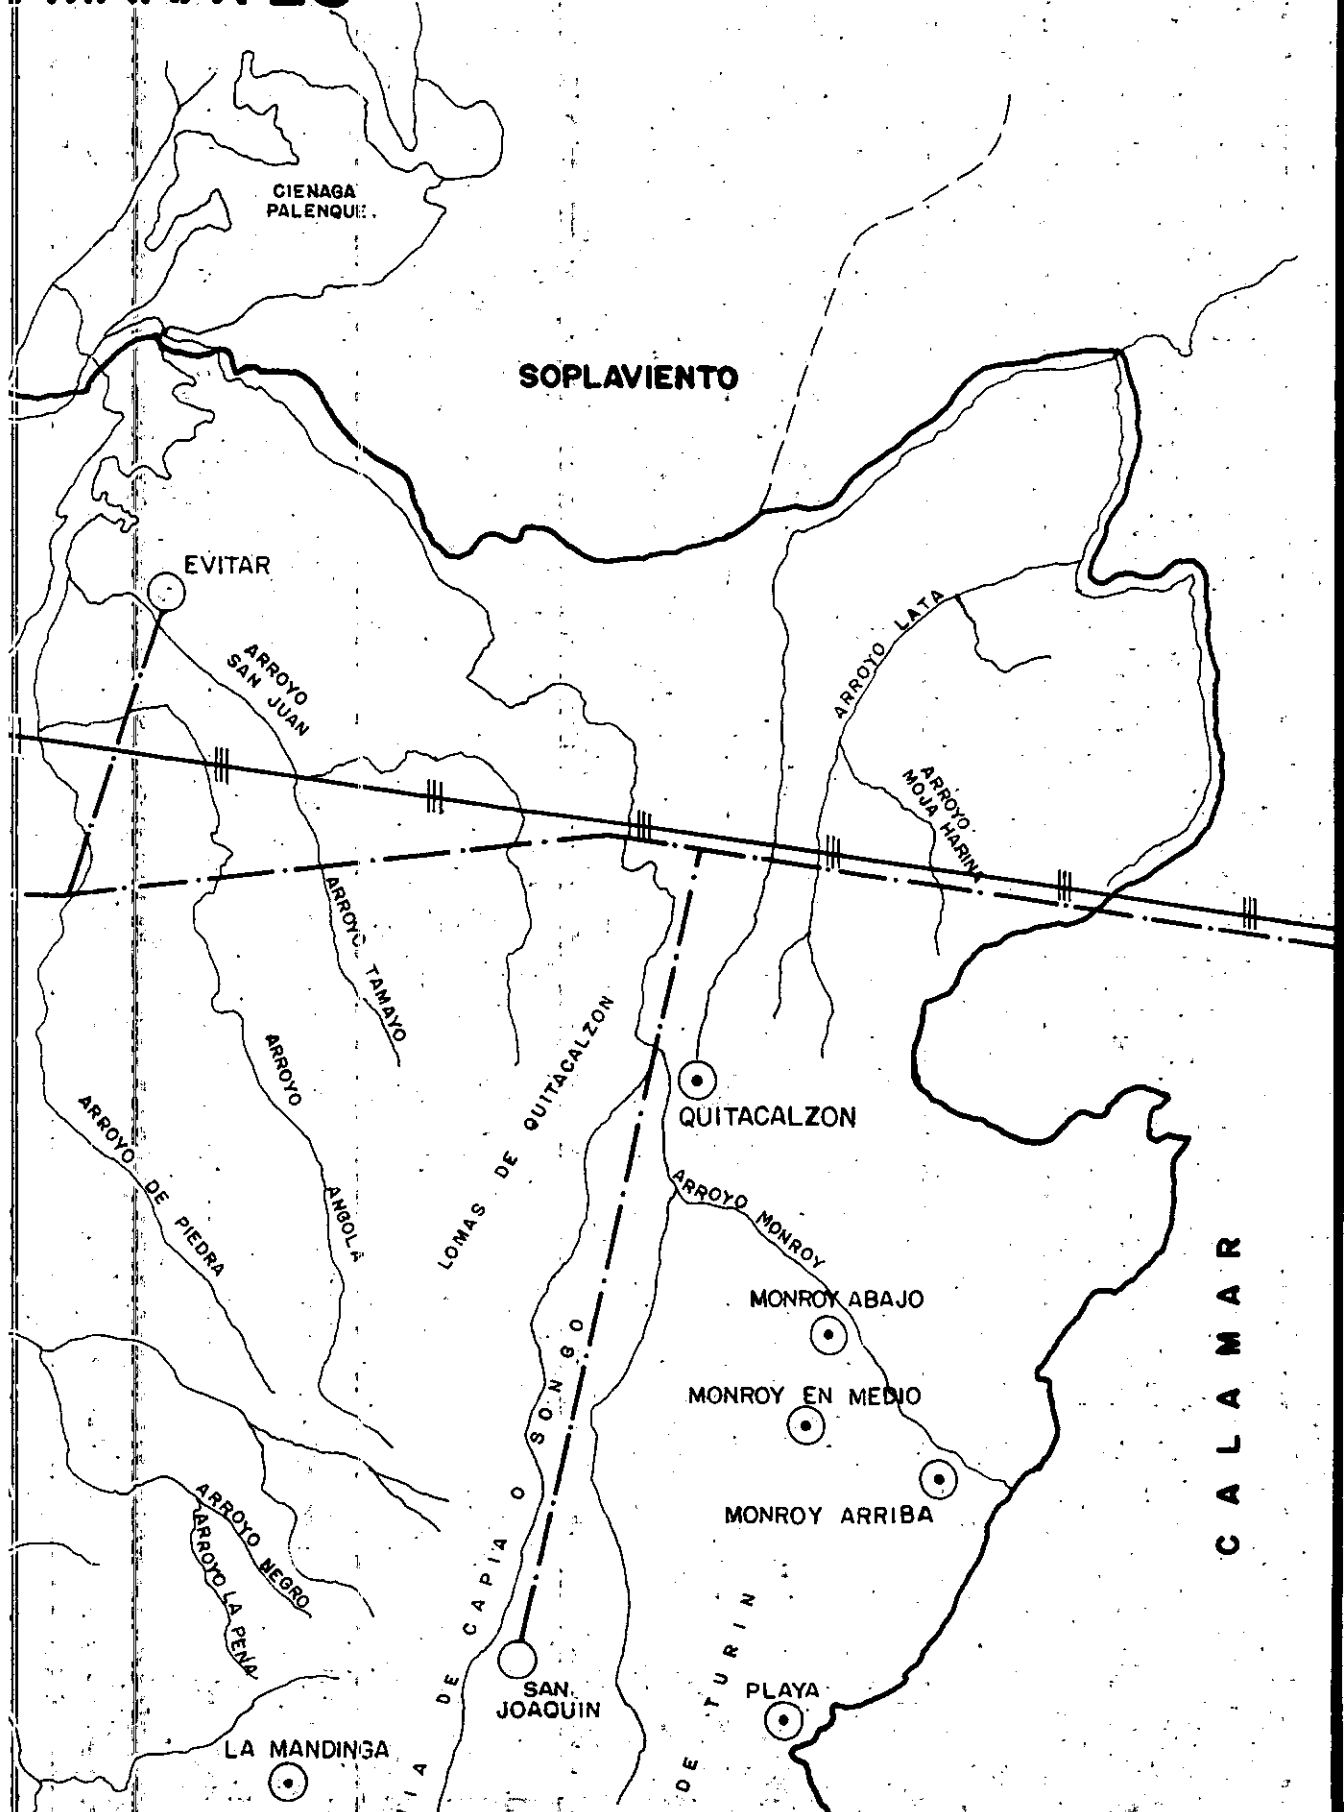 CIENAGA
PALENQUE.
SOPLAVIENTO
EVITAR
ARROYO
SAN JUAN
ARROYO LATA
ARROYO
MOJA HARINA
ARROYO TAMAYO
LOMAS DE QUITACALZON
ARROYO ANGOLA
QUITACALZON
ARROYO DE PIEDRA
ARROYO MONROY
MONROY ABAJO
CALAMAR
MONROY EN MEDIO
MONROY ARRIBA
ARROYO NEGRO
ARROYO LA PEÑA
DE CAPIA O SONGO
SAN
JOAQUIN
DE TURIN
PLAYA
LA MANDINGA